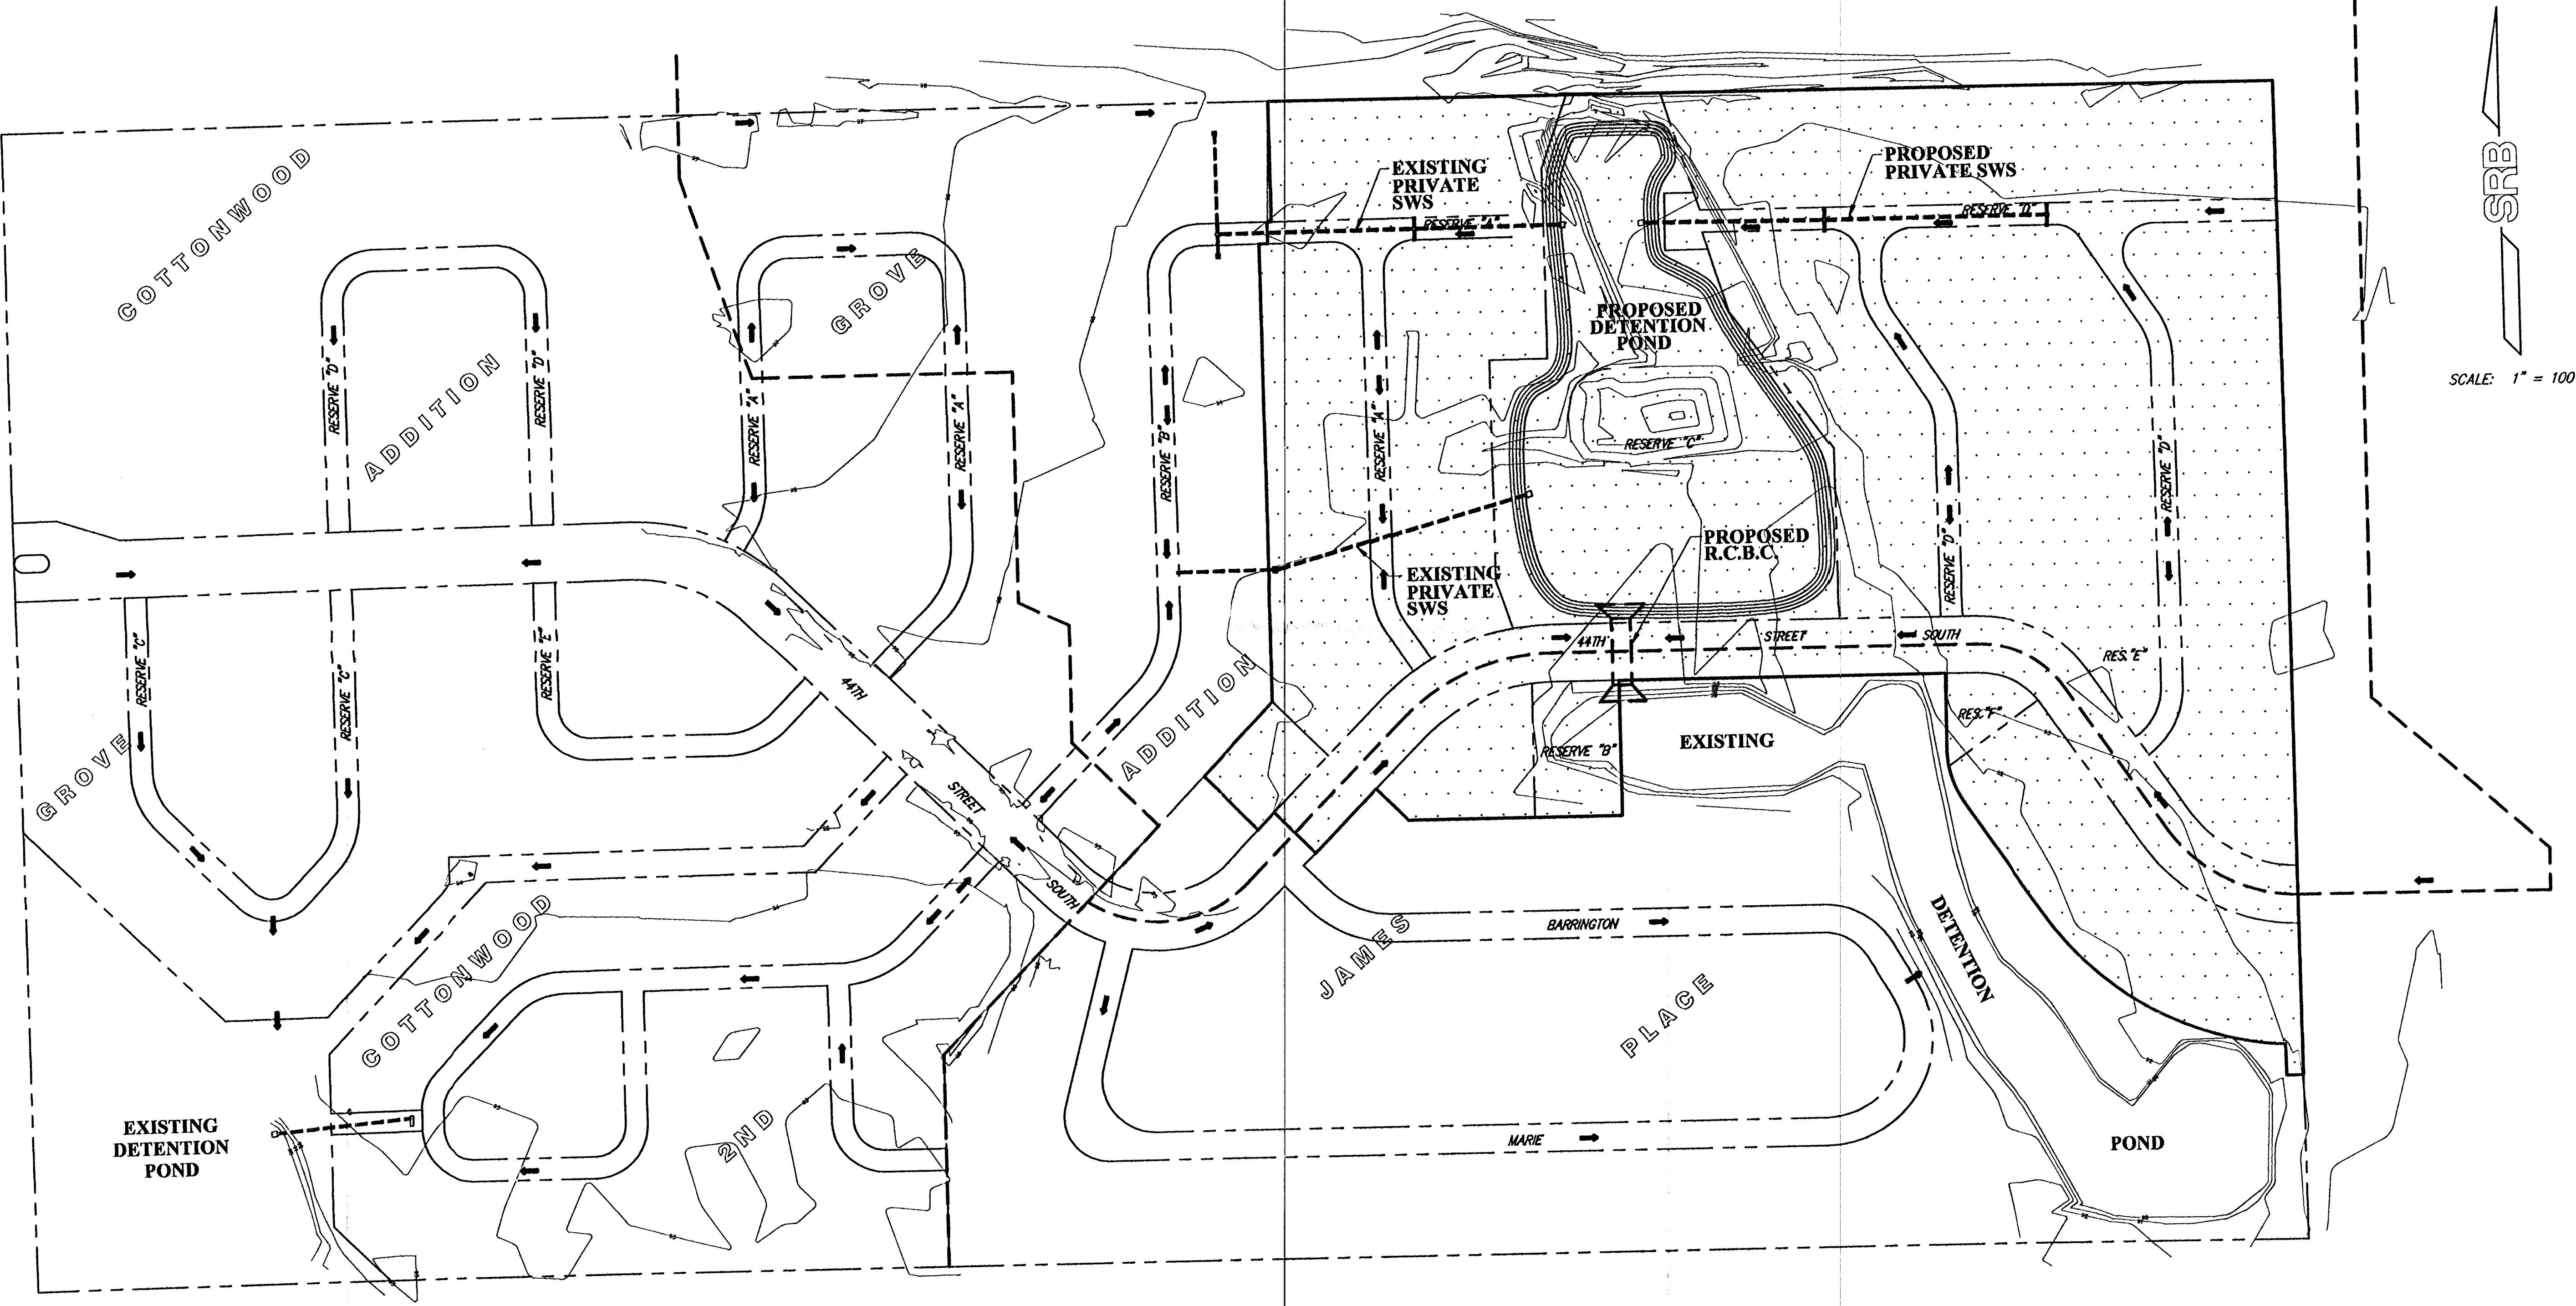 COTTONWOOD
GROVE
ADDITION
GROVE
ADDITION
COTTONWOOD
2ND
JAMES
PLACE
EXISTING
PRIVATE
SWS
PROPOSED
PRIVATE SWS
RESERVE "A"
RESERVE "D"
PROPOSED
DETENTION
POND
RESERVE "C"
PROPOSED
R.C.B.C.
EXISTING
PRIVATE
SWS
RESERVE "D"
RESERVE "D"
RESERVE "A"
RESERVE "A"
RESERVE "B"
RESERVE "A"
RESERVE "D"
RESERVE "D"
RESERVE "C"
RESERVE "C"
RESERVE "E"
44TH
STREET
SOUTH
44TH
STREET
SOUTH
RES. "E"
RES. "F"
RESERVE "B"
EXISTING
DETENTION
POND
BARRINGTON
MARIE
EXISTING
DETENTION
POND
SRB
SCALE: 1" = 100